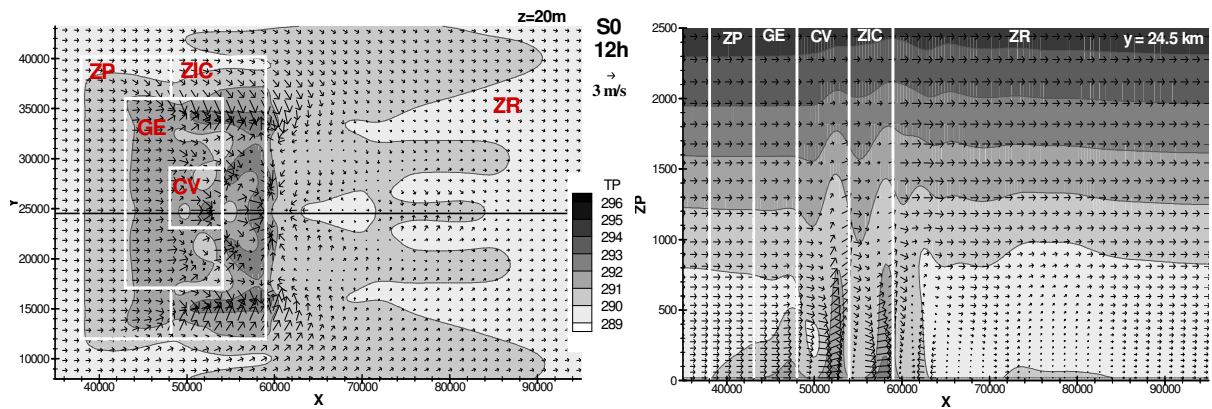 z=20m
S0
12h
3 m/s
ZP
ZIC
ZR
GE
CV
40000
35000
30000
25000
20000
15000
10000
Y
40000 50000 60000 70000 80000 90000
X
TP
296
295
294
293
292
291
290
289
ZP GE CV ZIC ZR y = 24.5 km
2500
2000
1500
1000
500
0
ZP
40000 50000 60000 70000 80000 90000
X